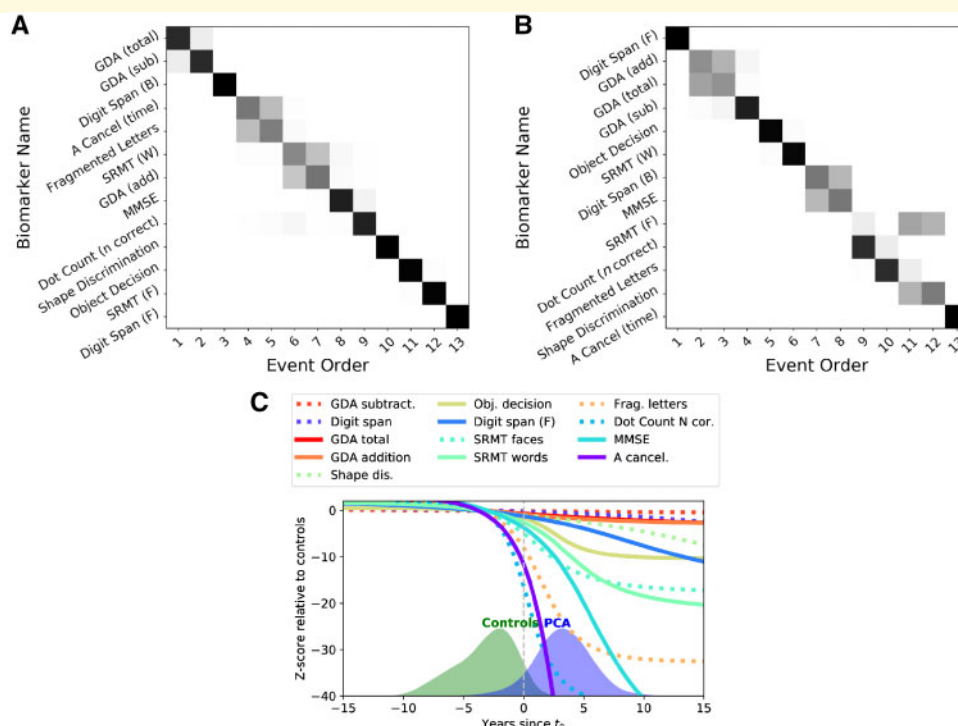 A
B
Biomarker Name
GDA (total)
GDA (sub)
Digit Span (B)
A Cancel (time)
Fragmented Letters
SRMT (W)
GDA (add)
MMSE
Dot Count (n correct)
Shape Discrimination
Object Decision
SRMT (F)
Digit Span (F)
1 2 3 4 5 6 7 8 9 10 11 12 13
Event Order
Biomarker Name
Digit Span (F)
GDA (add)
GDA (total)
GDA (sub)
Object Decision
SRMT (W)
Digit Span (B)
MMSE
SRMT (F)
Dot Count (n correct)
Fragmented Letters
Shape Discrimination
A Cancel (time)
1 2 3 4 5 6 7 8 9 10 11 12 13
Event Order
C
GDA subtract. Obj. decision Frag. letters
Digit span Digit span (F) Dot Count N cor.
GDA total SRMT faces MMSE
GDA addition SRMT words A cancel.
Shape dis.
Z-score relative to controls
0
−10
−20
−30
−40
Controls PCA
−15 −10 −5 0 5 10 15
Years since t₀